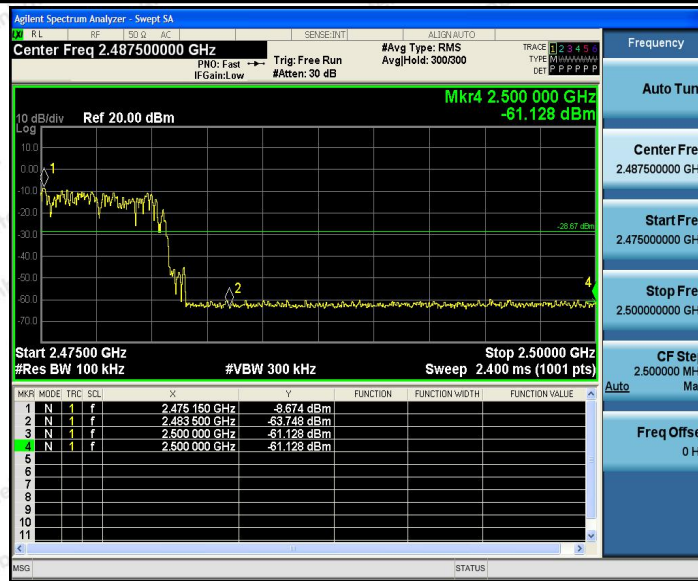 Agilent Spectrum Analyzer - Swept SA
RL RF 50 Ω AC SENSE:INT ALIGNAUTO
Center Freq 2.487500000 GHz
PNO: Fast Trig: Free Run #Avg Type: RMS TRACE 1 2 3 4 5 6
IFGain:Low #Atten: 30 dB Avg|Hold: 300/300 TYPE M WWWWW
DET P P P P P P
Mkr4 2.500 000 GHz
10 dB/div Ref 20.00 dBm -61.128 dBm
Log
10.0
0.00 1
-10.0
-20.0
-28.67 dBm
-30.0
-40.0
-50.0 4
-60.0 2
-70.0
Start 2.47500 GHz Stop 2.50000 GHz
#Res BW 100 kHz #VBW 300 kHz Sweep 2.400 ms (1001 pts)
MKR MODE TRC SCL X Y FUNCTION FUNCTION WIDTH FUNCTION VALUE
1 N 1 f 2.475 150 GHz -8.674 dBm
2 N 1 f 2.483 500 GHz -63.748 dBm
3 N 1 f 2.500 000 GHz -61.128 dBm
4 N 1 f 2.500 000 GHz -61.128 dBm
5
6
7
8
9
10
11
MSG STATUS
Frequency
Auto Tun
Center Fre
2.487500000 GH
Start Fre
2.475000000 GH
Stop Fre
2.500000000 GH
CF Ste
2.500000 MH
Auto Ma
Freq Offse
0 H